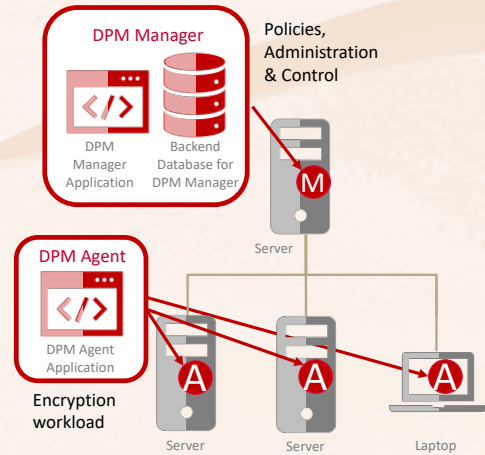 DPM Manager
Policies,
Administration
& Control
</>
DPM
Manager
Application
Backend
Database for
DPM Manager
M
Server
DPM Agent
</>
DPM Agent
Application
Encryption
workload
A
A
A
Server
Server
Laptop